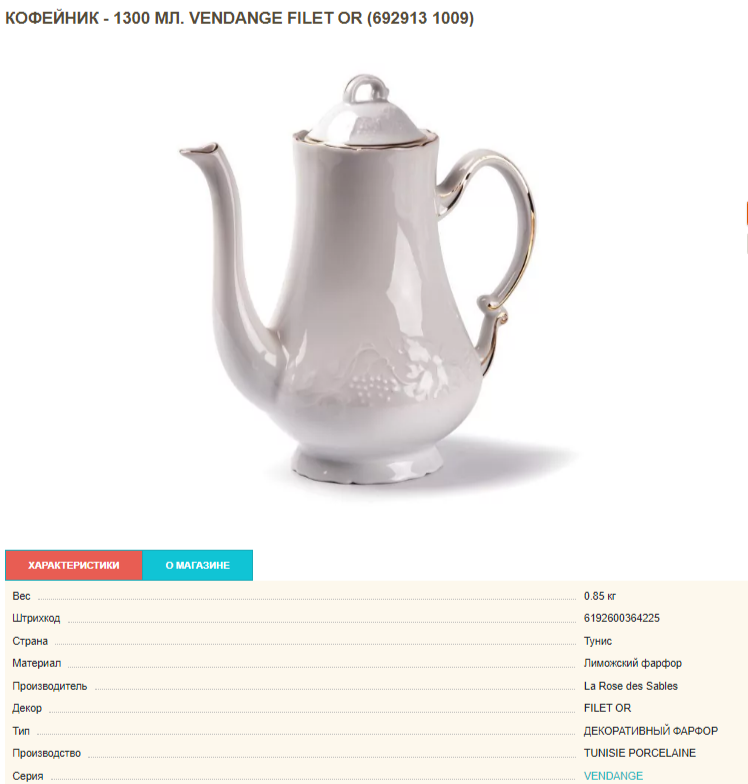 КОФЕЙНИК - 1300 МЛ. VENDANGE FILET OR (692913 1009)
ХАРАКТЕРИСТИКИ О МАГАЗИНЕ
Вес 0.85 кг
Штрихкод 6192600364225
Страна Тунис
Материал Лиможский фарфор
Производитель La Rose des Sables
Декор FILET OR
Тип ДЕКОРАТИВНЫЙ ФАРФОР
Производство TUNISIE PORCELAINE
Серия VENDANGE